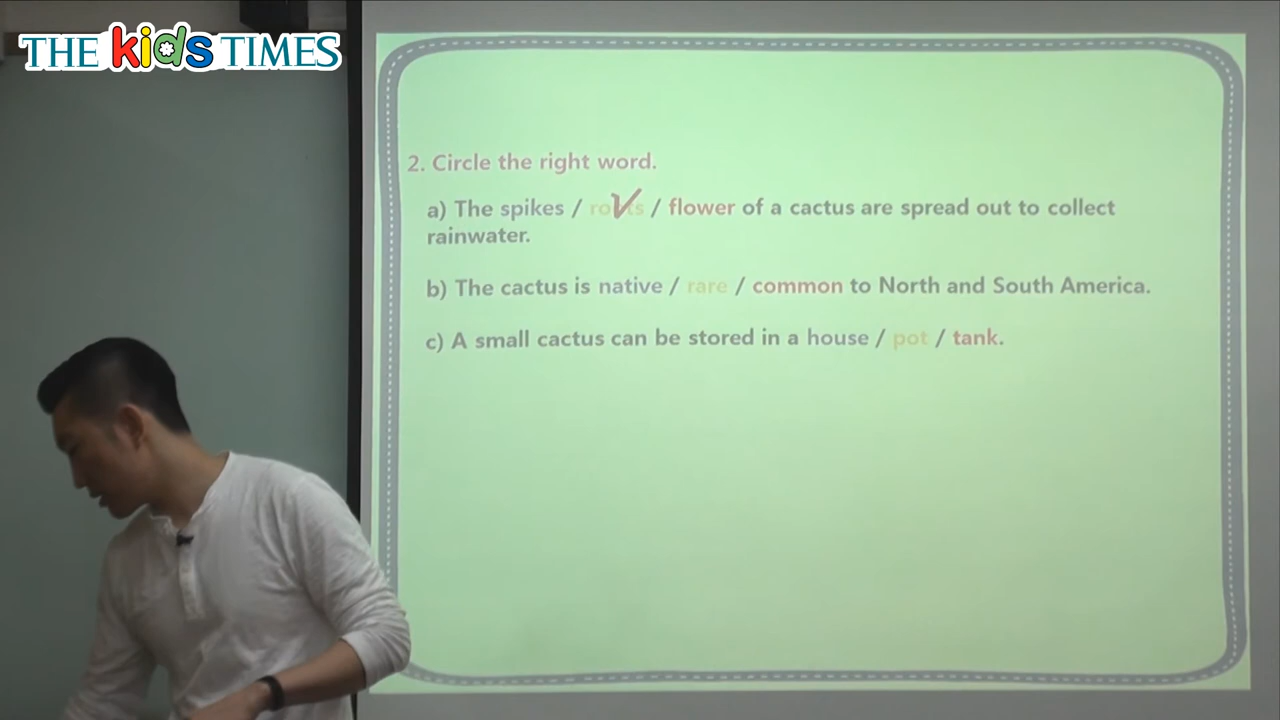 THE kids TIMES
2. Circle the right word.
a) The spikes / roots / flower of a cactus are spread out to collect
rainwater.
b) The cactus is native / rare / common to North and South America.
c) A small cactus can be stored in a house / pot / tank.